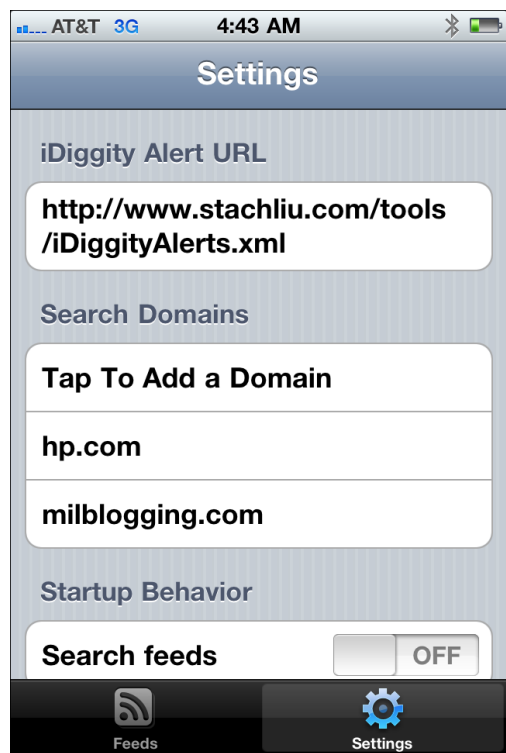 AT&T 3G 4:43 AM
Settings
iDiggity Alert URL
http://www.stachliu.com/tools
/iDiggityAlerts.xml
Search Domains
Tap To Add a Domain
hp.com
milblogging.com
Startup Behavior
Search feeds OFF
Feeds Settings